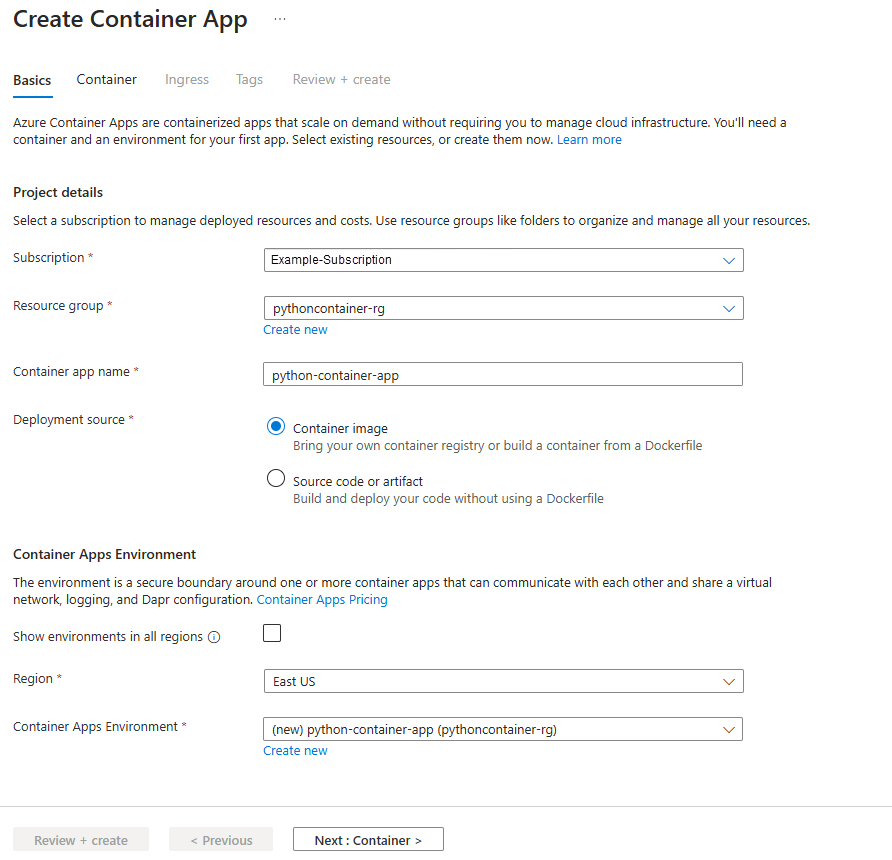 Create Container App ...
Basics Container Ingress Tags Review + create
Azure Container Apps are containerized apps that scale on demand without requiring you to manage cloud infrastructure. You'll need a
container and an environment for your first app. Select existing resources, or create them now. Learn more
Project details
Select a subscription to manage deployed resources and costs. Use resource groups like folders to organize and manage all your resources.
Subscription * Example-Subscription
Resource group * pythoncontainer-rg
Create new
Container app name * python-container-app
Deployment source * Container image
Bring your own container registry or build a container from a Dockerfile
Source code or artifact
Build and deploy your code without using a Dockerfile
Container Apps Environment
The environment is a secure boundary around one or more container apps that can communicate with each other and share a virtual
network, logging, and Dapr configuration. Container Apps Pricing
Show environments in all regions
Region * East US
Container Apps Environment * (new) python-container-app (pythoncontainer-rg)
Create new
Review + create < Previous Next : Container >